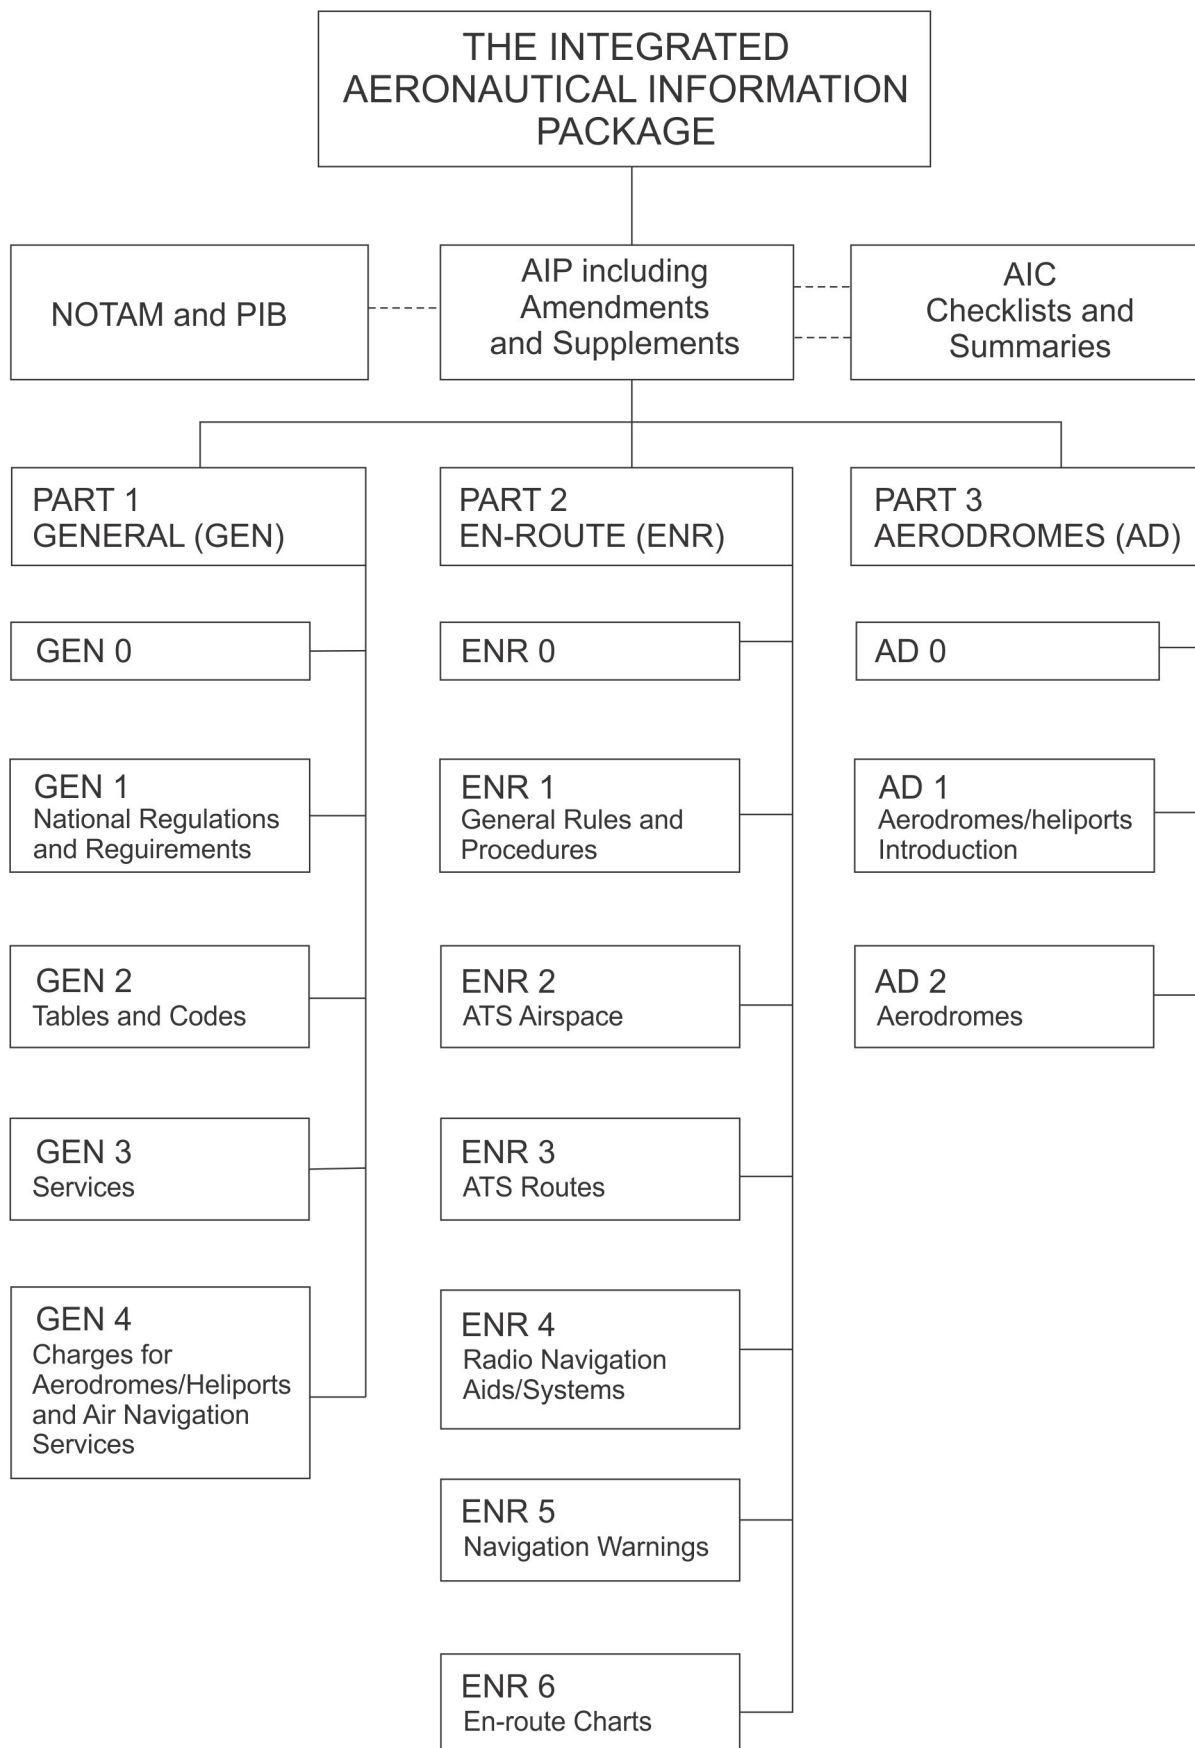 THE INTEGRATED
AERONAUTICAL INFORMATION
PACKAGE
NOTAM and PIB
AIP including
Amendments
and Supplements
AIC
Checklists and
Summaries
PART 1
GENERAL (GEN)
PART 2
EN-ROUTE (ENR)
PART 3
AERODROMES (AD)
GEN 0
ENR 0
AD 0
GEN 1
National Regulations
and Reguirements
ENR 1
General Rules and
Procedures
AD 1
Aerodromes/heliports
Introduction
GEN 2
Tables and Codes
ENR 2
ATS Airspace
AD 2
Aerodromes
GEN 3
Services
ENR 3
ATS Routes
GEN 4
Charges for
Aerodromes/Heliports
and Air Navigation
Services
ENR 4
Radio Navigation
Aids/Systems
ENR 5
Navigation Warnings
ENR 6
En-route Charts